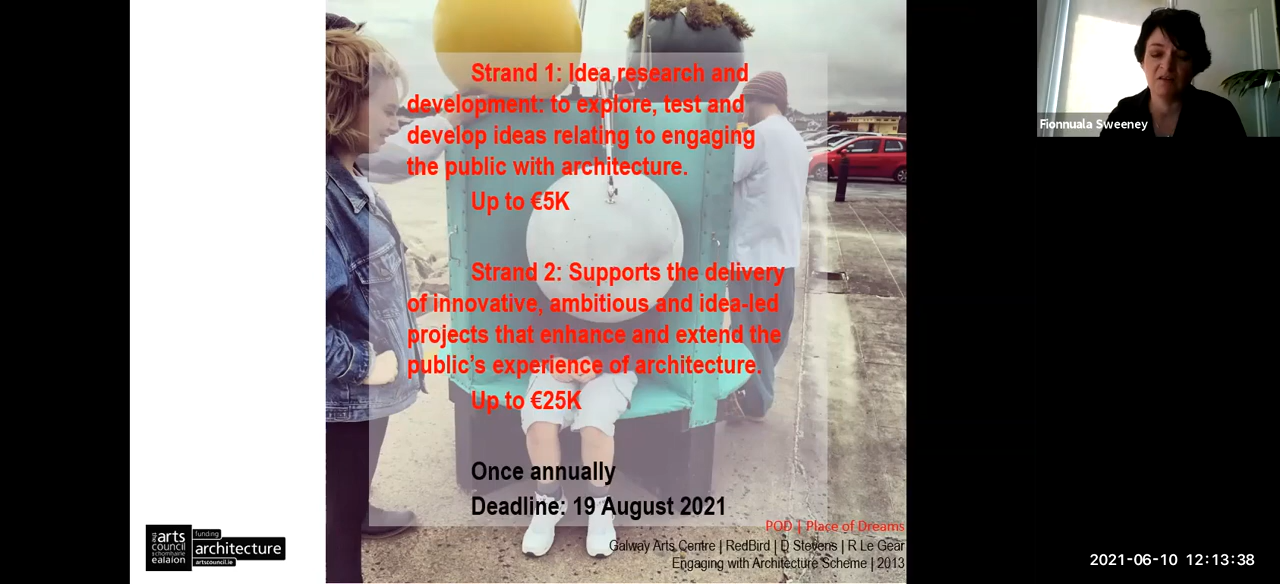 Strand 1: Idea research and
development: to explore, test and
develop ideas relating to engaging
the public with architecture.
Up to €5K
Strand 2: Supports the delivery
of innovative, ambitious and idea-led
projects that enhance and extend the
public’s experience of architecture.
Up to €25K
Once annually
Deadline: 19 August 2021
POD | Place of Dreams
Galway Arts Centre | RedBird | D Stevens | R Le Gear
Engaging with Architecture Scheme | 2013
arts
council
schomhairle
ealaíon
funding
architecture
artscouncil.ie
Fionnuala Sweeney
2021-06-10 12:13:38